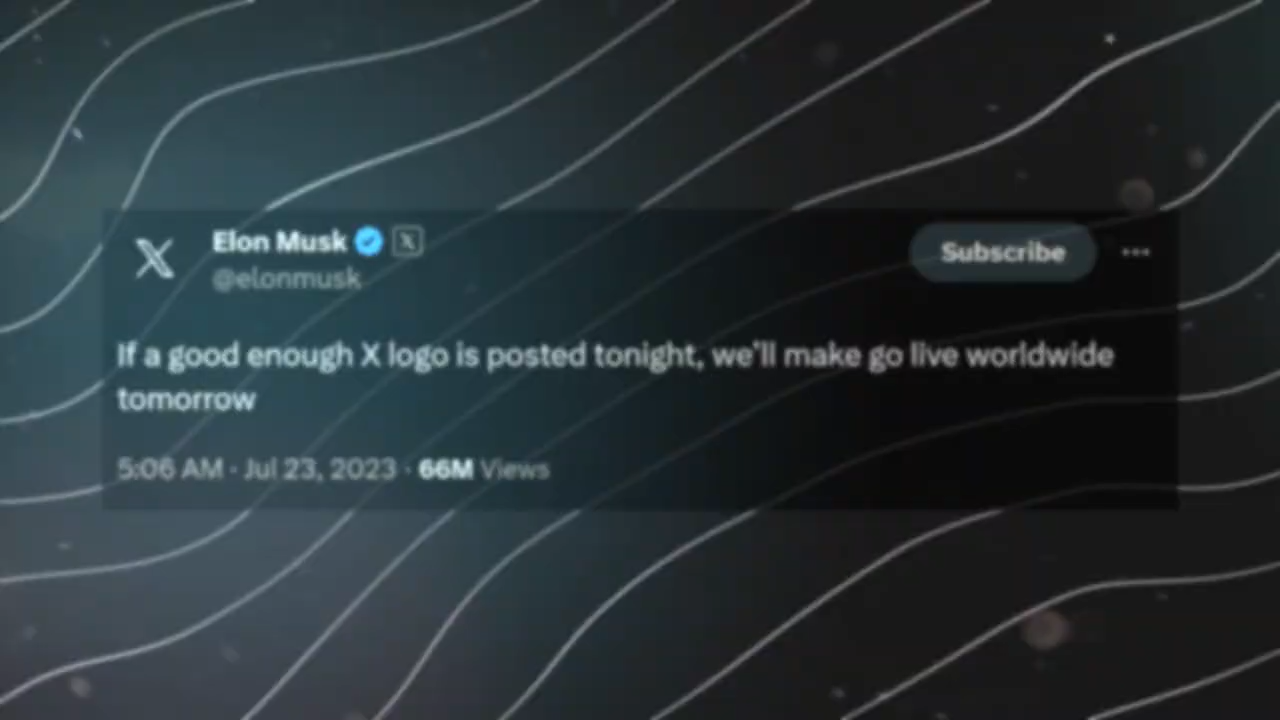 Elon Musk
Subscribe
@elonmusk
If a good enough X logo is posted tonight, we'll make go live worldwide
tomorrow
5:06 AM · Jul 23, 2023 · 66M Views